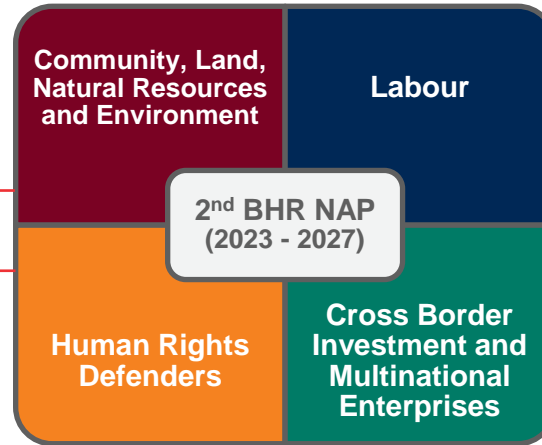 Community, Land,
Natural Resources
and Environment
Labour
2nd BHR NAP
(2023 - 2027)
Human Rights
Defenders
Cross Border
Investment and
Multinational
Enterprises